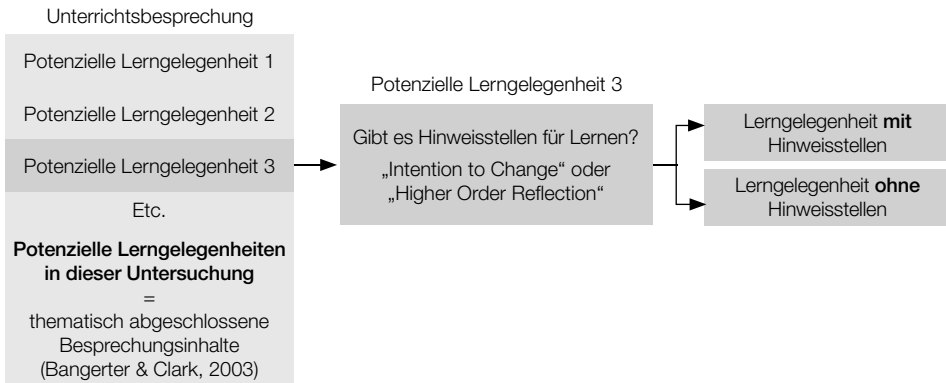 Unterrichtsbesprechung
Potenzielle Lerngelegenheit 1
Potenzielle Lerngelegenheit 2
Potenzielle Lerngelegenheit 3
Etc.
Potenzielle Lerngelegenheiten
in dieser Untersuchung
=
thematisch abgeschlossene
Besprechungsinhalte
(Bangerter & Clark, 2003)
Potenzielle Lerngelegenheit 3
Gibt es Hinweisstellen für Lernen?
„Intention to Change“ oder
„Higher Order Reflection“
Lerngelegenheit mit
Hinweisstellen
Lerngelegenheit ohne
Hinweisstellen